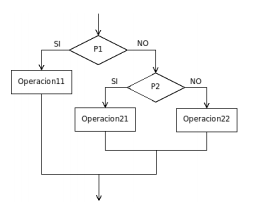 SI
P1
NO
Operacion11
SI
P2
NO
Operacion21
Operacion22